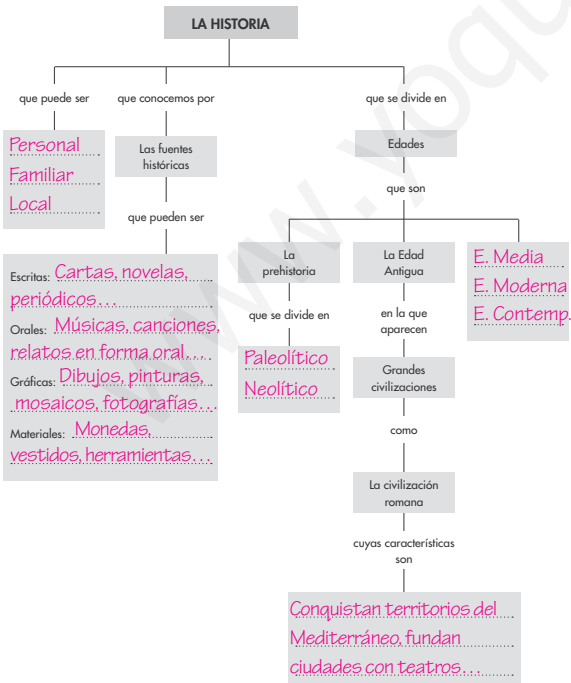 LA HISTORIA
que puede ser
Personal
Familiar
Local
que conocemos por
Las fuentes
históricas
que pueden ser
Escritas: Cartas, novelas,
periódicos...
Orales: Músicas, canciones,
relatos en forma oral...
Gráficas: Dibujos, pinturas,
mosaicos, fotografías...
Materiales: Monedas,
vestidos, herramientas...
que se divide en
Edades
que son
La
prehistoria
que se divide en
Paleolítico
Neolítico
La Edad
Antigua
en la que
aparecen
Grandes
civilizaciones
como
La civilización
romana
cuyas características
son
Conquistan territorios del
Mediterráneo, fundan
ciudades con teatros...
E. Media
E. Moderna
E. Contemp.
www.yoqu